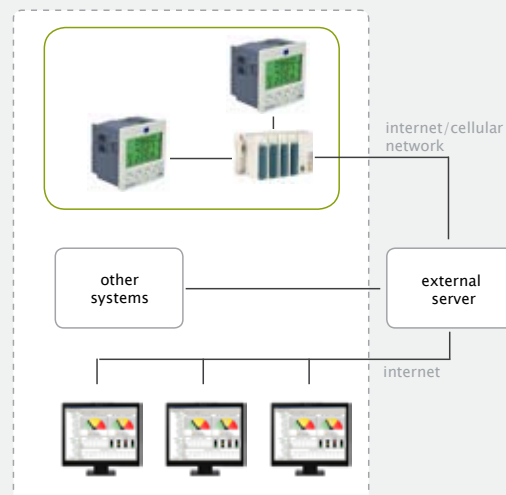 internet/cellular
network
other
systems
external
server
internet